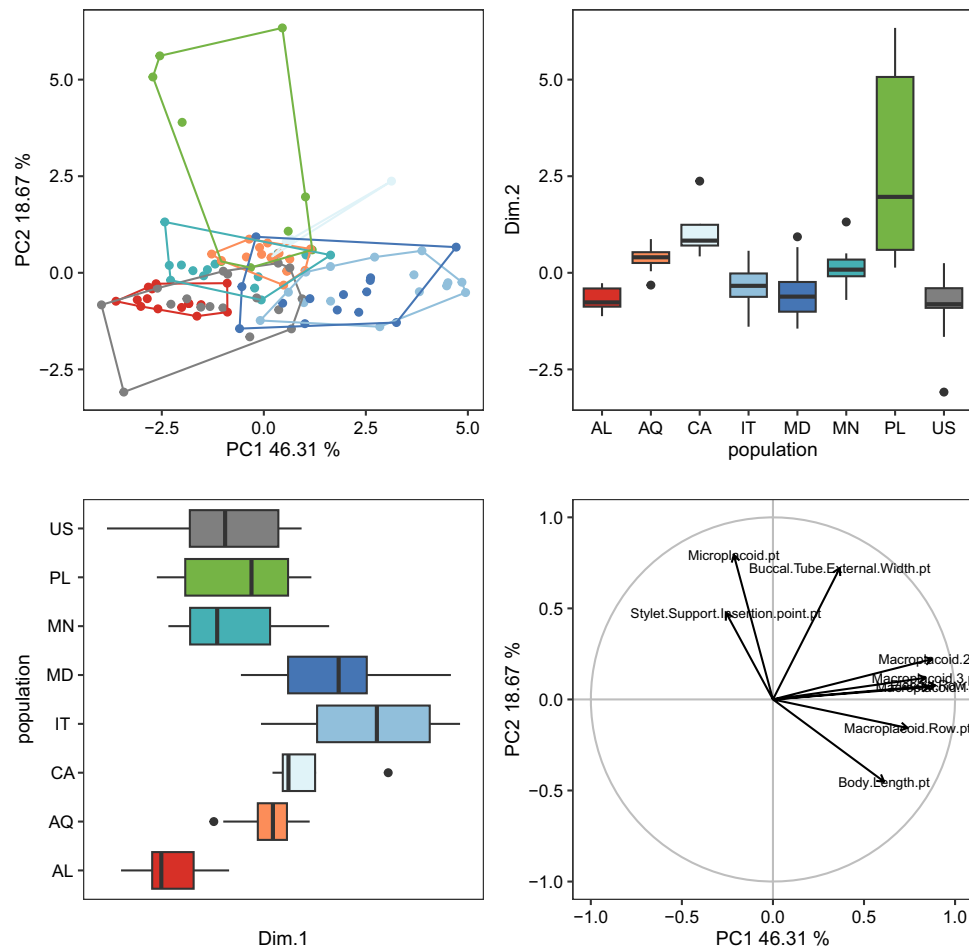 PC2 18.67 %
5.0
2.5
0.0
−2.5
−2.5
0.0
2.5
5.0
PC1 46.31 %
Dim.2
5.0
2.5
0.0
−2.5
AL
AQ
CA
IT
MD
MN
PL
US
population
population
US
PL
MN
MD
IT
CA
AQ
AL
Dim.1
PC2 18.67 %
1.0
0.5
0.0
−0.5
−1.0
Microplacoid.pt
Buccal.Tube.External.Width.pt
Stylet.Support.Insertion.point.pt
Macroplacoid.2
Macroplacoid.3.p
Macroplacoid.Row.pt
Body.Length.pt
−1.0
−0.5
0.0
0.5
1.0
PC1 46.31 %